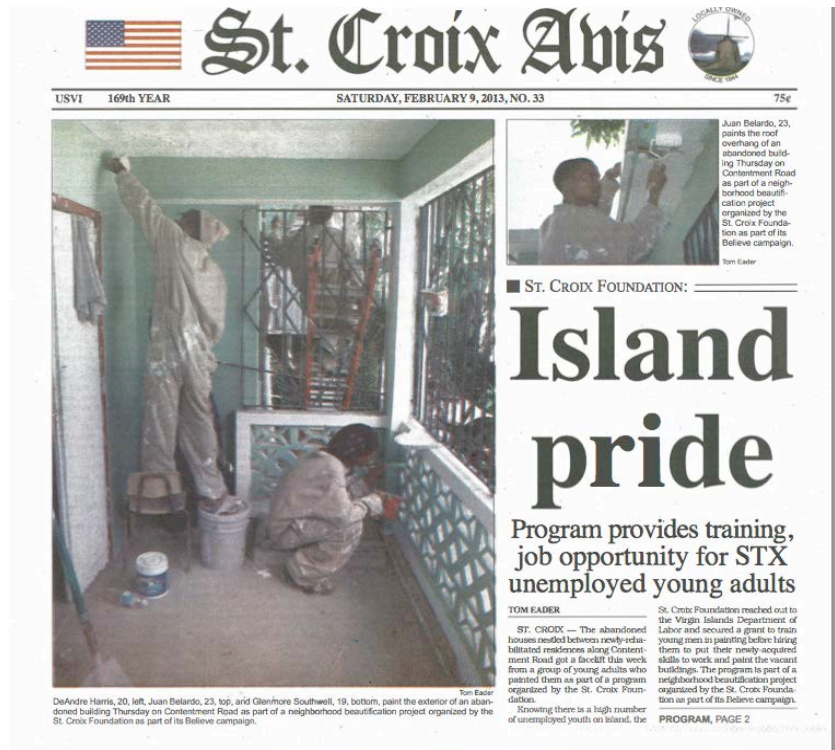 St. Croix Avis
LOCALLY OWNED
SINCE 1844
USVI 169th YEAR SATURDAY, FEBRUARY 9, 2013, NO. 33 75¢
Juan Belardo, 23,
paints the roof
overhang of an
abandoned build-
ing Thursday on
Contentment Road
as part of a neigh-
borhood beautifi-
cation project
organized by the
St. Croix Founda-
tion as part of its
Believe campaign.
Tom Eader
ST. CROIX FOUNDATION:
Island
pride
Program provides training,
job opportunity for STX
unemployed young adults
TOM EADER
ST. CROIX — The abandoned
houses nestled between newly-reha-
bilitated residences along Content-
ment Road got a facelift this week
from a group of young adults who
painted them as part of a program
organized by the St. Croix Foun-
dation.
Knowing there is a high number
of unemployed youth on island, the
St. Croix Foundation reached out to
the Virgin Islands Department of
Labor and secured a grant to train
young men in painting before hiring
them to put their newly-acquired
skills to work and paint the vacant
buildings. The program is part of a
neighborhood beautification project
organized by the St. Croix Founda-
tion as part of its Believe campaign.
PROGRAM, PAGE 2
Tom Eader
DeAndre Harris, 20, left, Juan Belardo, 23, top, and Glenmore Southwell, 19, bottom, paint the exterior of an aban-
doned building Thursday on Contentment Road as part of a neighborhood beautification project organized by the
St. Croix Foundation as part of its Believe campaign.